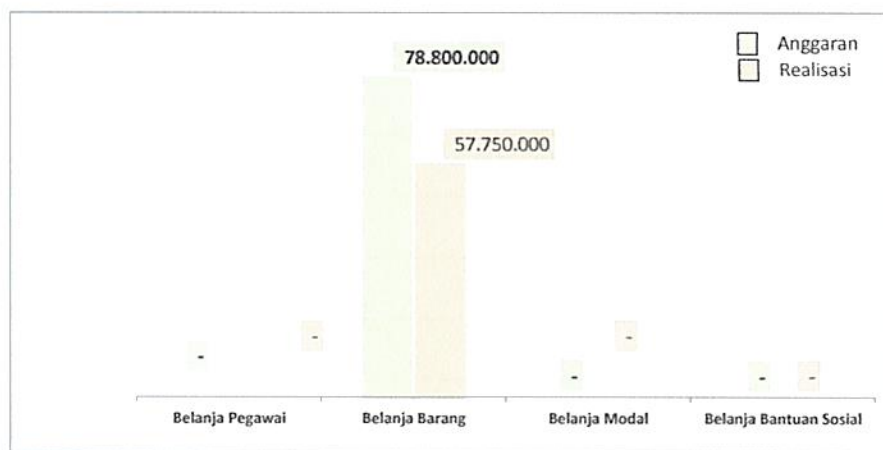 Anggaran
Realisasi
78.800.000
57.750.000
-
-
-
-
-
-
Belanja Pegawai
Belanja Barang
Belanja Modal
Belanja Bantuan Sosial